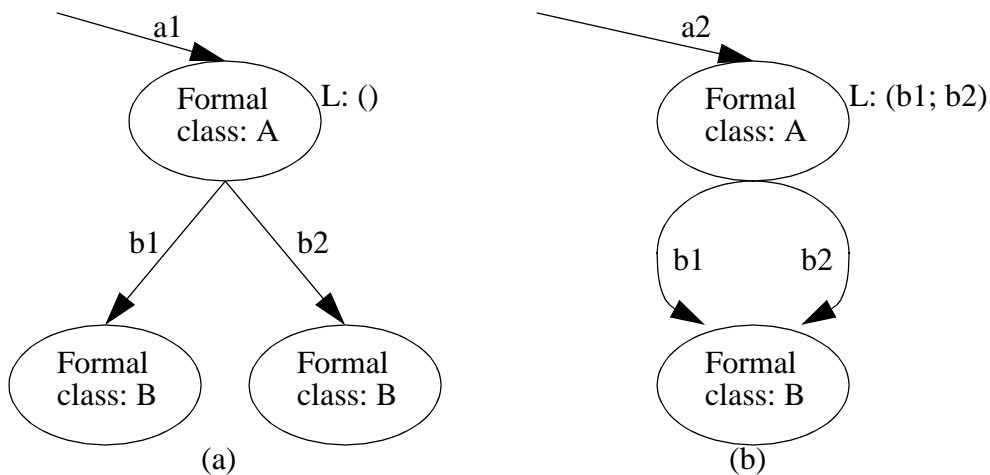 a1
Formal
class: A
L: ()
b1
b2
Formal
class: B
Formal
class: B
(a)
a2
Formal
class: A
L: (b1; b2)
b1
b2
Formal
class: B
(b)